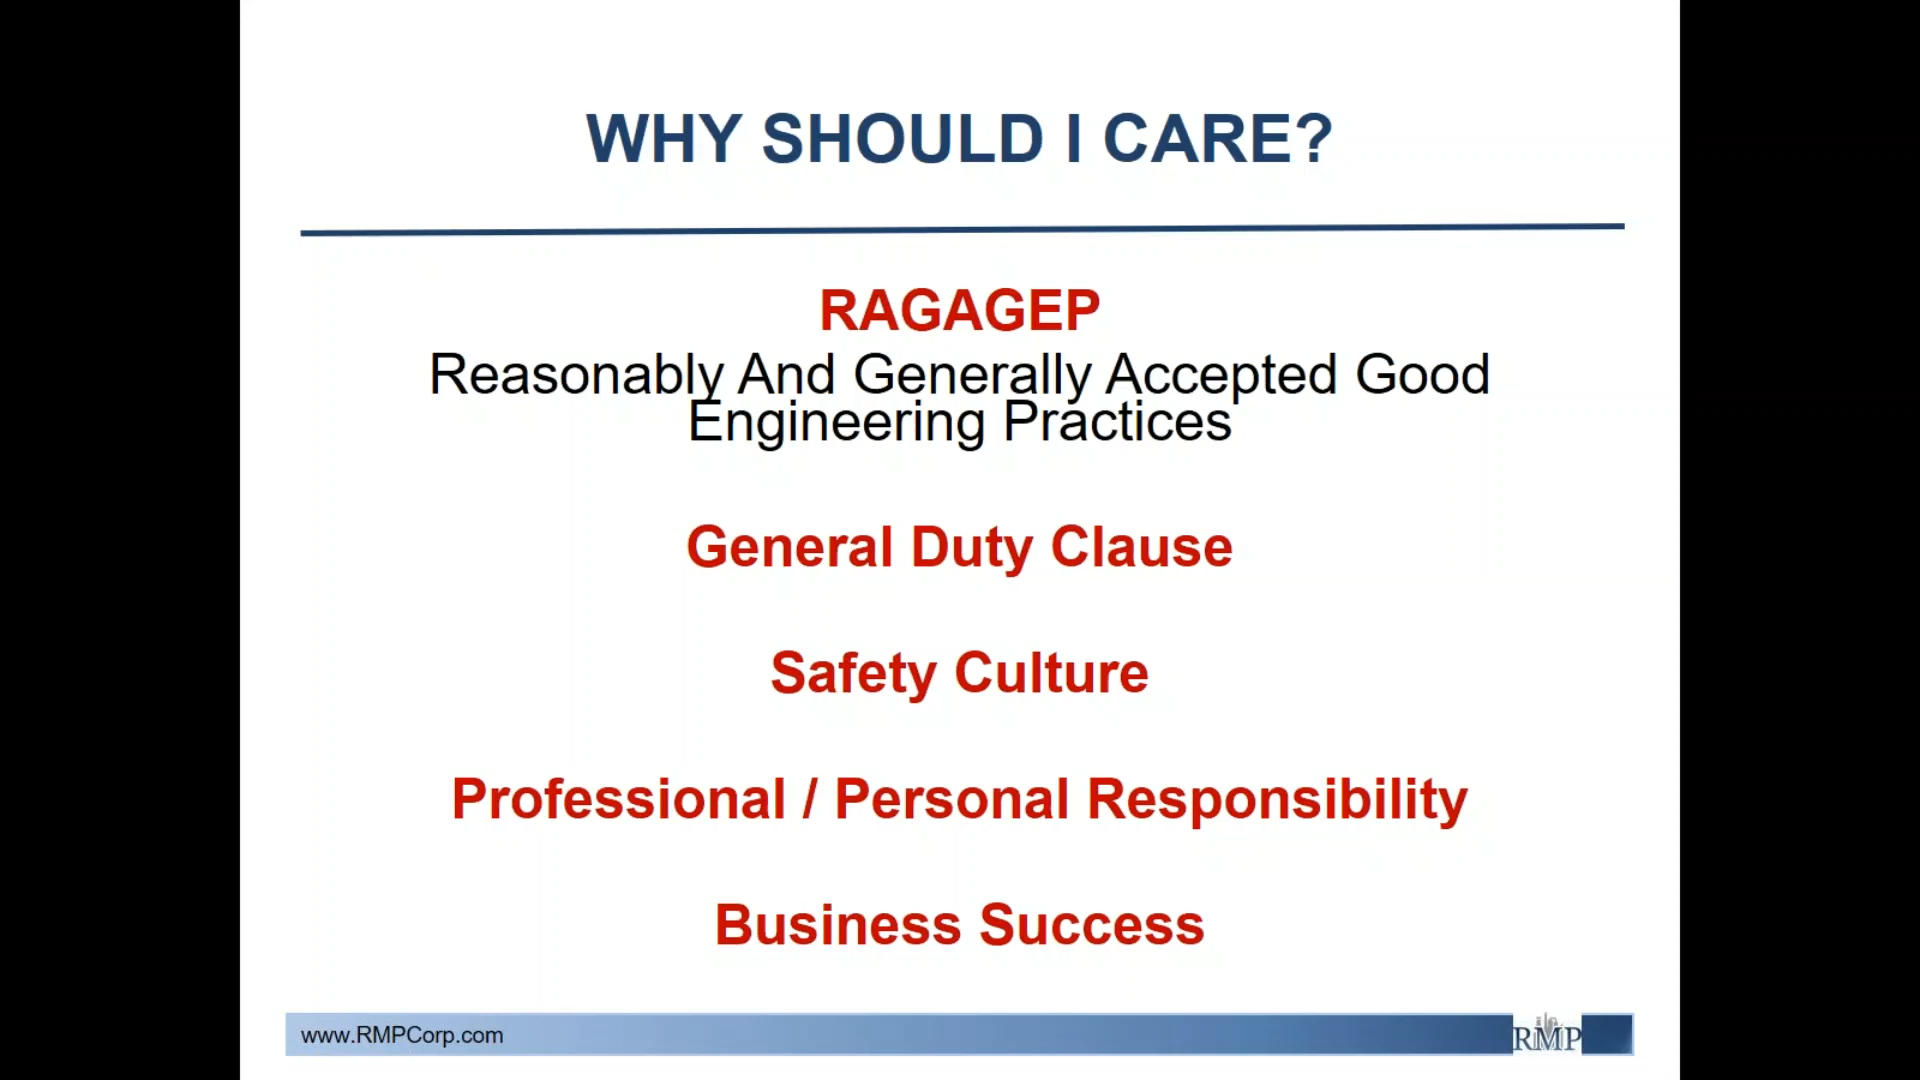 WHY SHOULD I CARE?
RAGAGEP
Reasonably And Generally Accepted Good
Engineering Practices
General Duty Clause
Safety Culture
Professional / Personal Responsibility
Business Success
www.RMPCorp.com
RMP